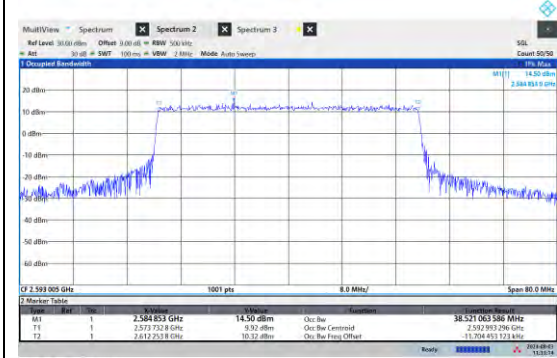 MultiView Spectrum Spectrum 2 Spectrum 3
Ref Level 30.00 dBm Offset 9.00 dB RBW 500 kHz SGL
Att 30 dB SWT 100 ms VBW 2 MHz Mode Auto Sweep Count 50/50
1 Occupied Bandwidth 1Pk Max
M1[1] 14.50 dBm
2.584 853 0 GHz
M1
T1 T2
20 dBm
10 dBm
0 dBm
-10 dBm
-20 dBm
-30 dBm
-40 dBm
-50 dBm
-60 dBm
CF 2.593 005 GHz 1001 pts 8.0 MHz/ Span 80.0 MHz
2 Marker Table
Type Ref Trc X-Value Y-Value Function Function Result
M1 1 2.584 853 GHz 14.50 dBm Occ Bw 38.521 063 586 MHz
T1 1 2.573 732 8 GHz 9.92 dBm Occ Bw Centroid 2.592 993 296 GHz
T2 1 2.612 253 8 GHz 10.32 dBm Occ Bw Freq Offset -11.704 453 123 kHz
Ready